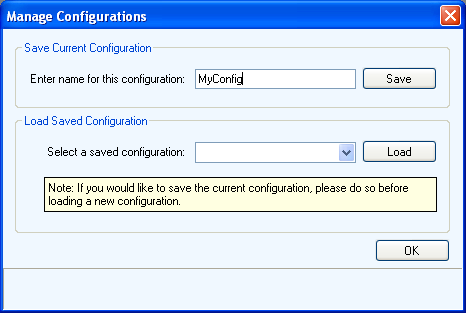 Manage Configurations
Save Current Configuration
Enter name for this configuration: MyConfig Save
Load Saved Configuration
Select a saved configuration: Load
Note: If you would like to save the current configuration, please do so before
loading a new configuration.
OK